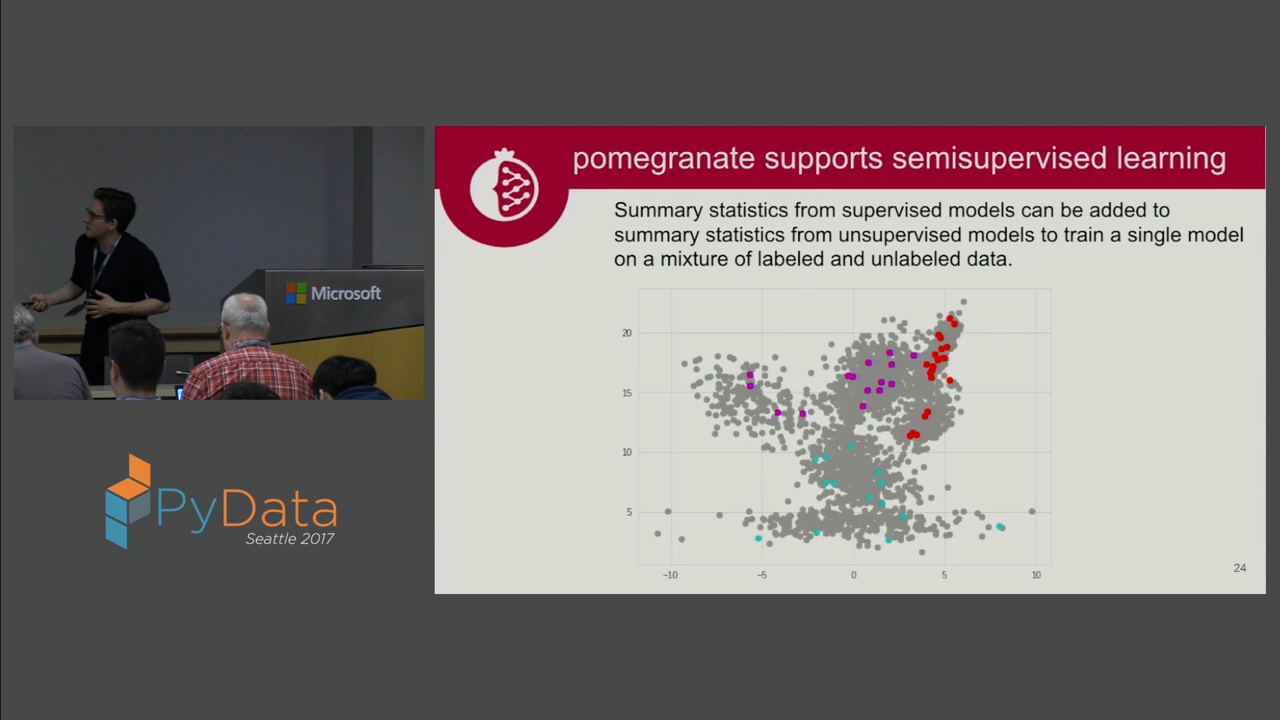 pomegranate supports semisupervised learning
Summary statistics from supervised models can be added to
summary statistics from unsupervised models to train a single model
on a mixture of labeled and unlabeled data.
Microsoft
20
15
10
5
−10
−5
0
5
10
24
PyData
Seattle 2017